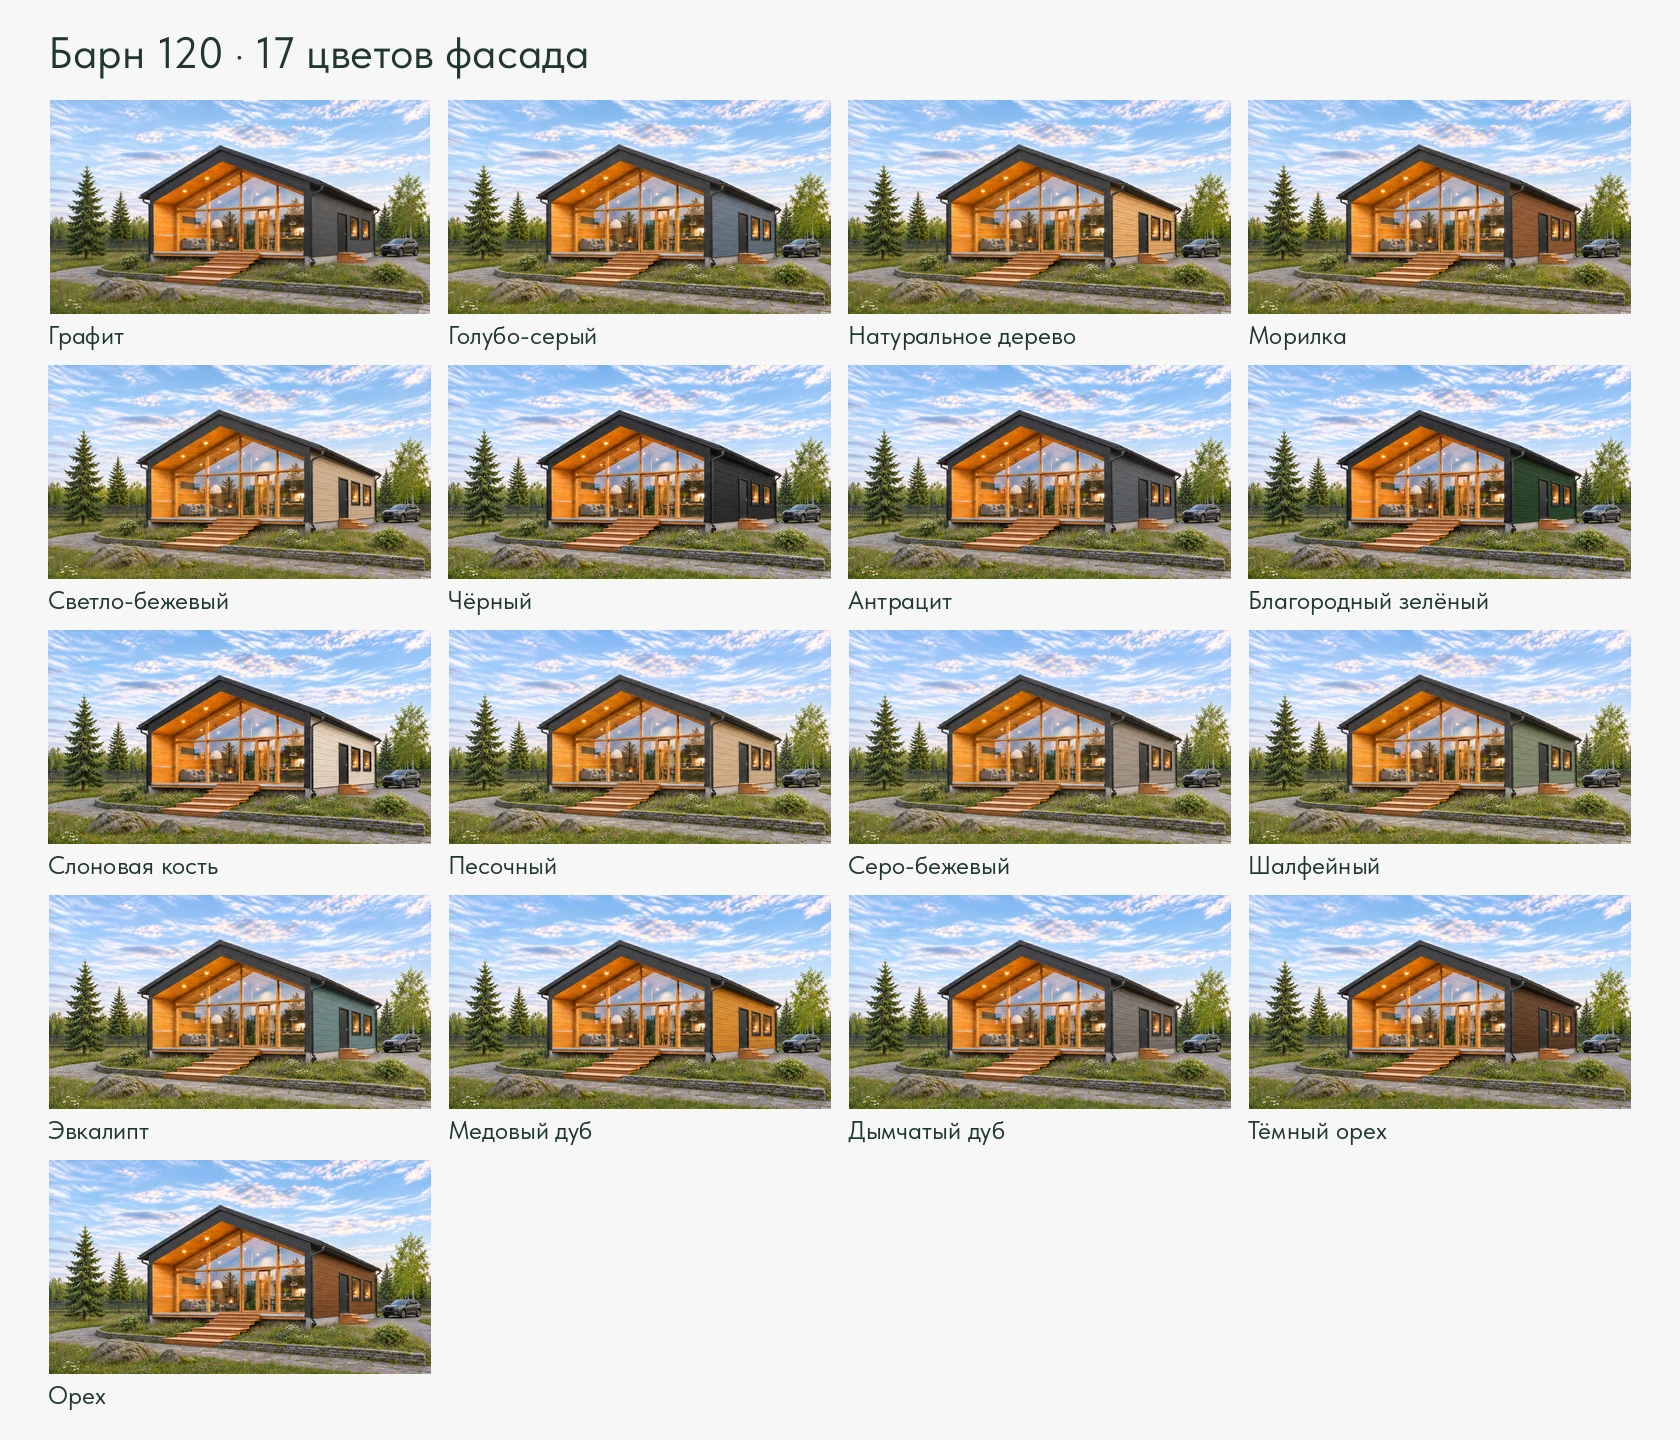 Барн 120 · 17 цветов фасада
Графит
Голубо-серый
Натуральное дерево
Морилка
Светло-бежевый
Чёрный
Антрацит
Благородный зелёный
Слоновая кость
Песочный
Серо-бежевый
Шалфейный
Эвкалипт
Медовый дуб
Дымчатый дуб
Тёмный орех
Орех